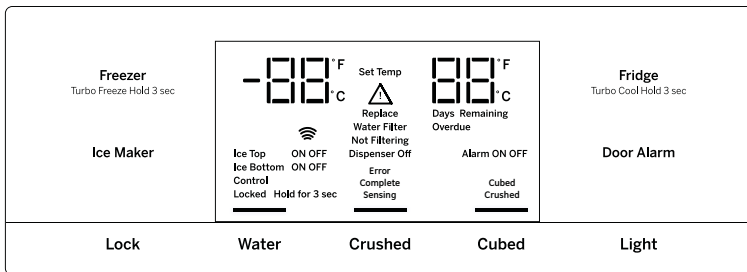 Freezer
Turbo Freeze Hold 3 sec
Ice Maker
-88 °F °C
Set Temp
88 °F °C
Replace
Water Filter
Not Filtering
Dispenser Off
Days Remaining
Overdue
Ice Top ON OFF
Ice Bottom ON OFF
Control
Locked Hold for 3 sec
Error
Complete
Sensing
Alarm ON OFF
Cubed
Crushed
Fridge
Turbo Cool Hold 3 sec
Door Alarm
Lock Water Crushed Cubed Light